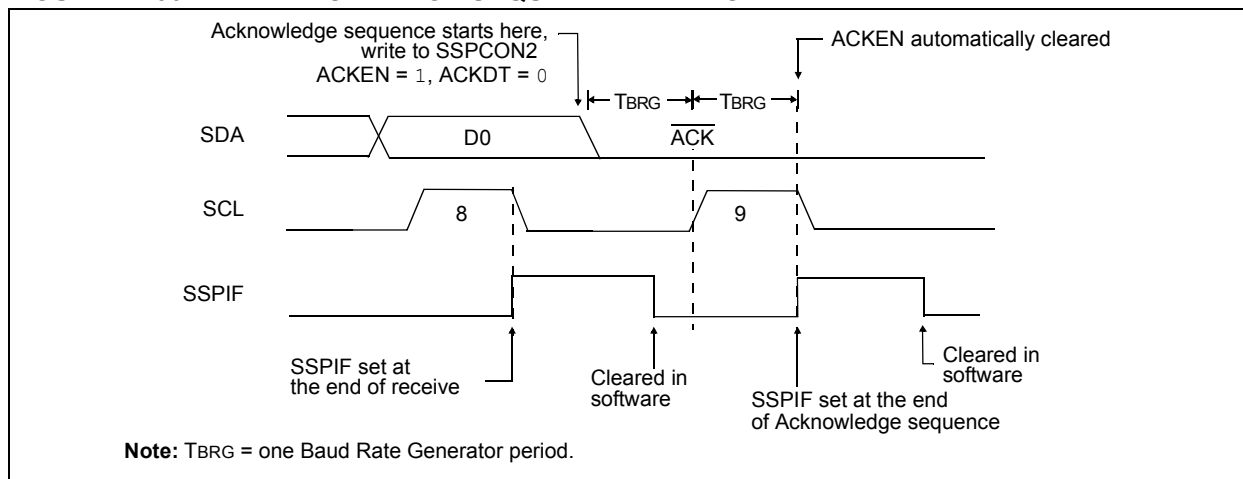 Acknowledge sequence starts here,
write to SSPCON2
ACKEN = 1, ACKDT = 0
ACKEN automatically cleared
TBRG
TBRG
SDA
D0
ACK
SCL
8
9
SSPIF
SSPIF set at
the end of receive
Cleared in
software
SSPIF set at the end
of Acknowledge sequence
Cleared in
software
Note: TBRG = one Baud Rate Generator period.